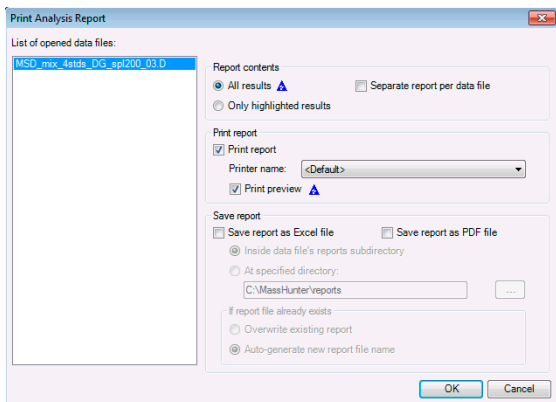 Print Analysis Report
List of opened data files:
MSD_mix_4stds_DG_spl200_03.D
Report contents
All results
Separate report per data file
Only highlighted results
Print report
Print report
Printer name: <Default>
Print preview
Save report
Save report as Excel file
Save report as PDF file
Inside data file's reports subdirectory
At specified directory:
C:\MassHunter\reports
...
If report file already exists
Overwrite existing report
Auto-generate new report file name
OK
Cancel